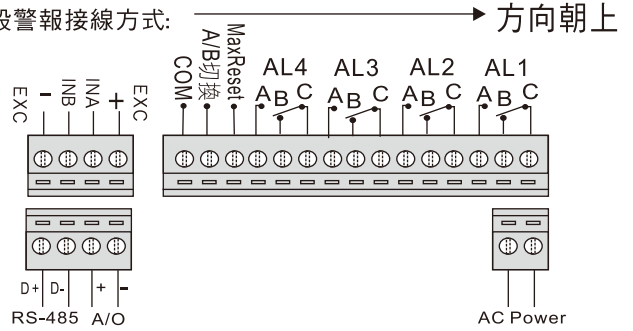 段警報接線方式: 方向朝上
EXC - INB INA + EXC
COM A/B切換 MaxReset AL4 AL3 AL2 AL1
A B C A B C A B C A B C
D+ D- + -
RS-485 A/O AC Power